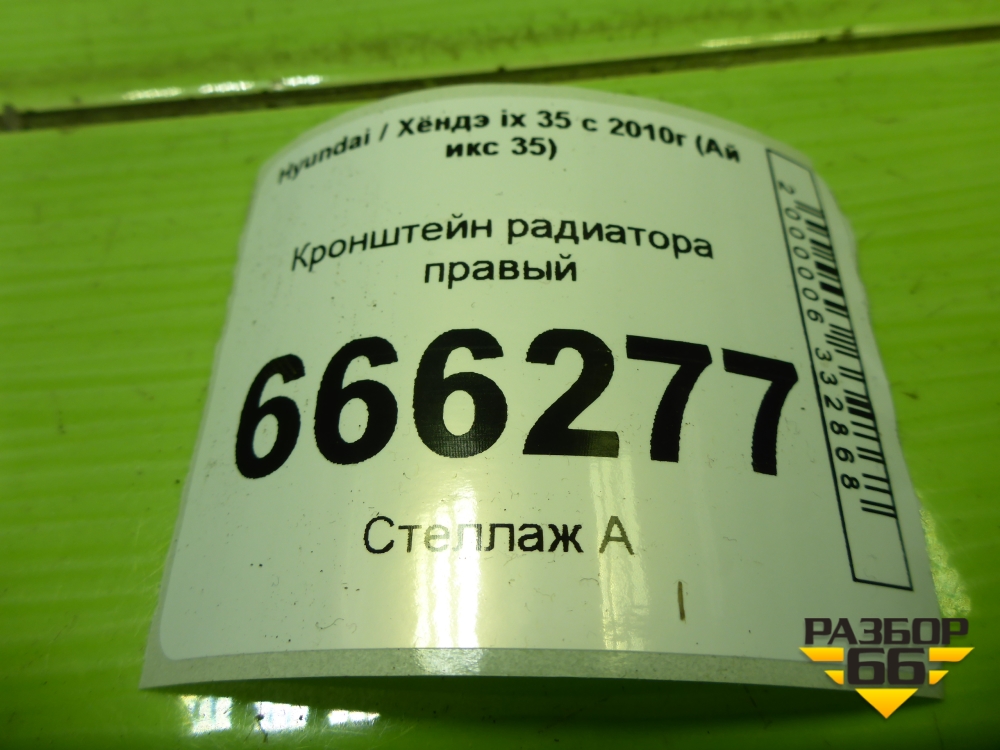 Hyundai / Хёндэ ix 35 с 2010г (Ай
икс 35)
Кронштейн радиатора
правый
666277
Стеллаж А
2000006332868
РАЗБОР
66